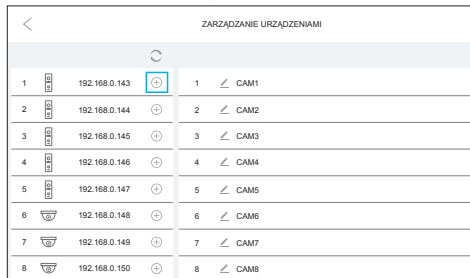 ZARZĄDZANIE URZĄDZENIAMI
1 192.168.0.143 1 CAM1
2 192.168.0.144 2 CAM2
3 192.168.0.145 3 CAM3
4 192.168.0.146 4 CAM4
5 192.168.0.147 5 CAM5
6 192.168.0.148 6 CAM6
7 192.168.0.149 7 CAM7
8 192.168.0.150 8 CAM8